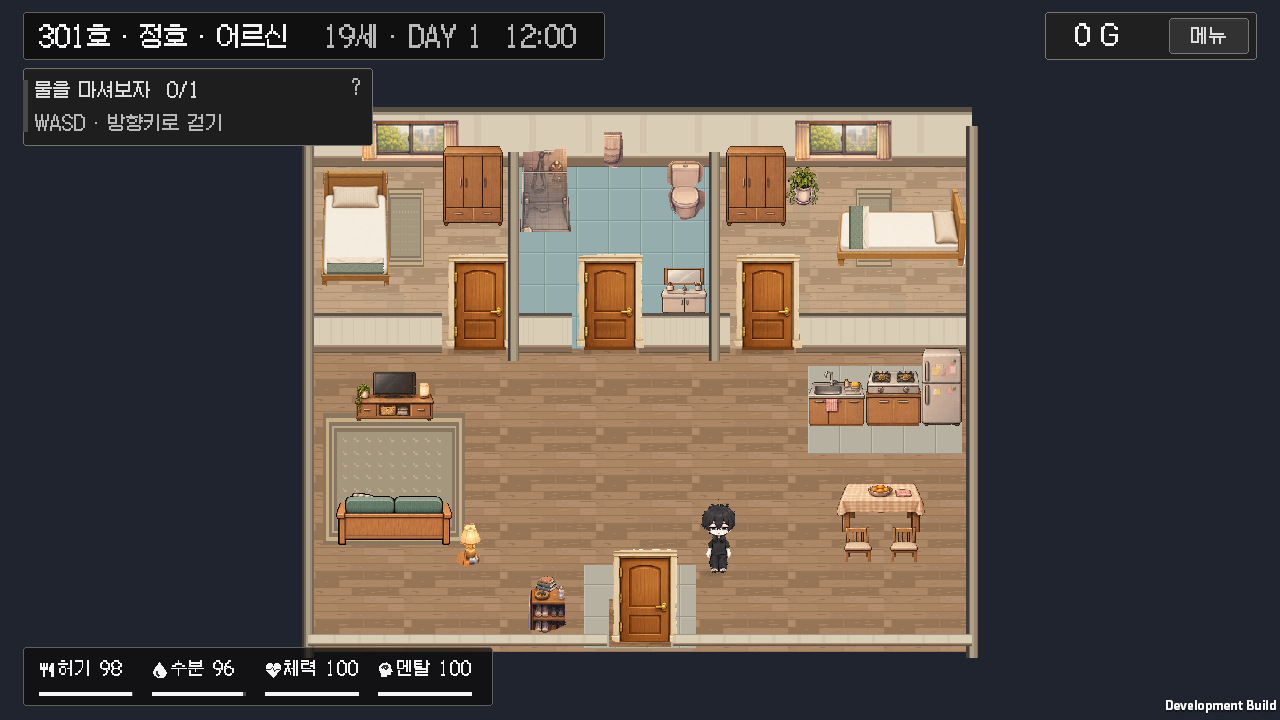 301호 · 정호 · 어르신 19세 · DAY 1 12:00
0 G
메뉴
물을 마셔보자 0/1
?
WASD · 방향키로 걷기
허기 98
수분 96
체력 100
멘탈 100
Development Build